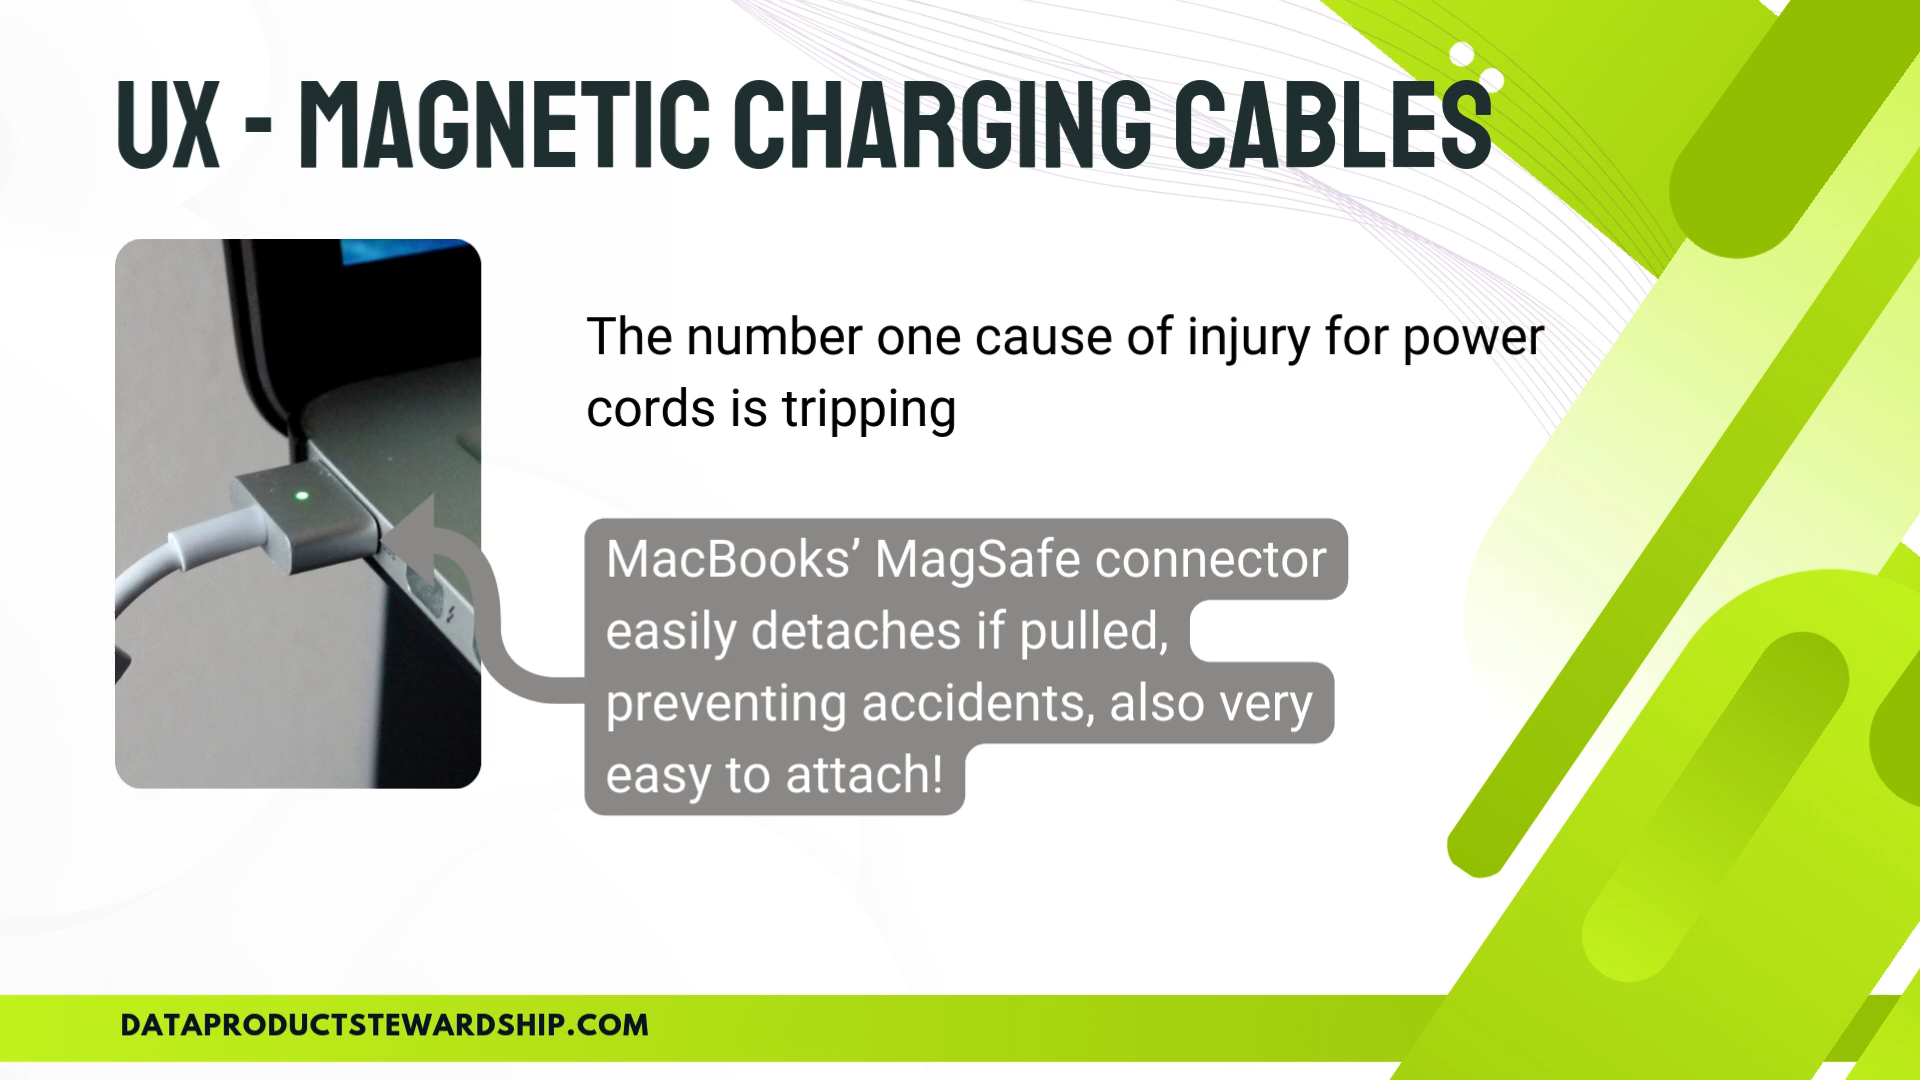 UX - MAGNETIC CHARGING CABLES
The number one cause of injury for power
cords is tripping
MacBooks’ MagSafe connector
easily detaches if pulled,
preventing accidents, also very
easy to attach!
DATAPRODUCTSTEWARDSHIP.COM